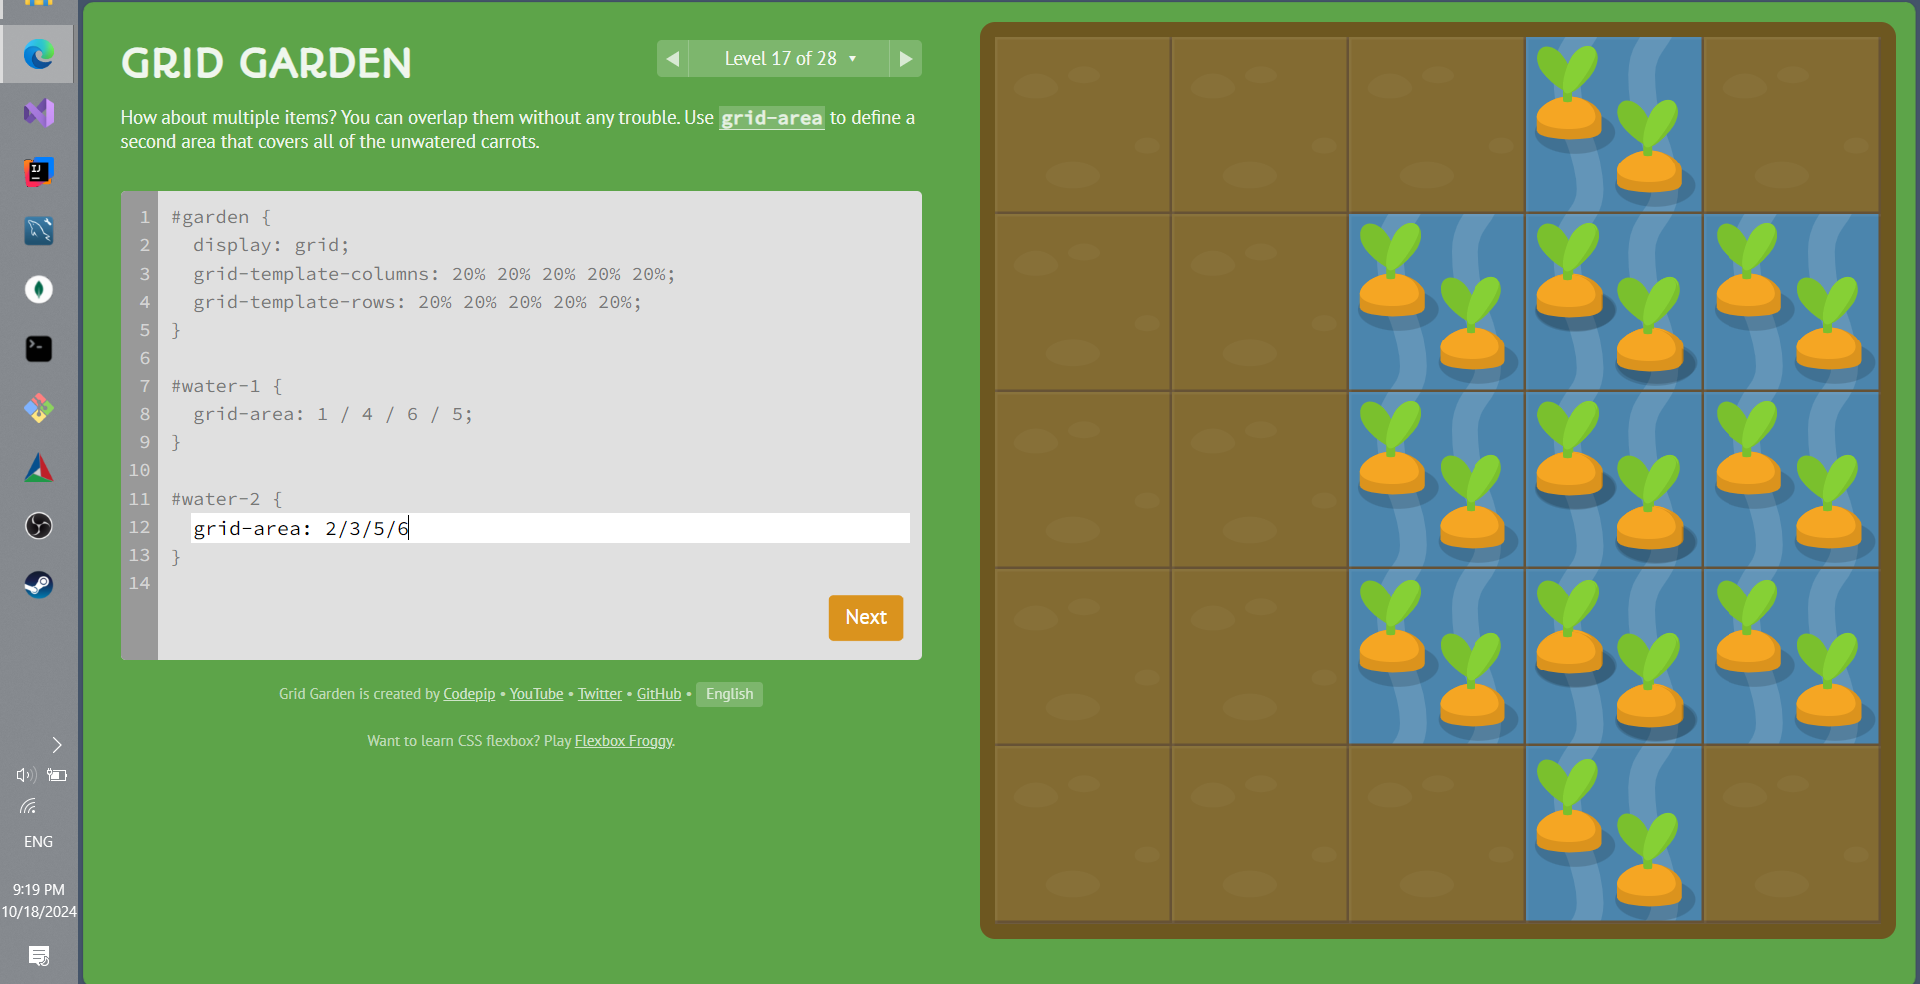 GRID GARDEN
◀ Level 17 of 28 ▼ ▶
How about multiple items? You can overlap them without any trouble. Use grid-area to define a
second area that covers all of the unwatered carrots.
1 #garden {
2 display: grid;
3 grid-template-columns: 20% 20% 20% 20% 20%;
4 grid-template-rows: 20% 20% 20% 20% 20%;
5 }
6
7 #water-1 {
8 grid-area: 1 / 4 / 6 / 5;
9 }
10
11 #water-2 {
12 grid-area: 2/3/5/6
13 }
14
Next
Grid Garden is created by Codepip • YouTube • Twitter • GitHub • English
Want to learn CSS flexbox? Play Flexbox Froggy.
IJ
ENG
9:19 PM
10/18/2024